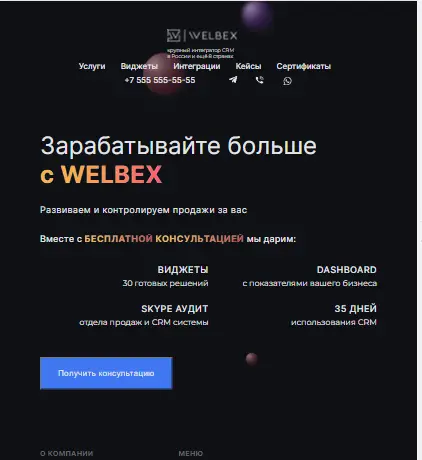 WELBEX
крупный интегратор CRM
в России и ещё 8 странах
Услуги Виджеты Интеграции Кейсы Сертификаты
+7 555 555-55-55
Зарабатывайте больше
с WELBEX
Развиваем и контролируем продажи за вас
Вместе с БЕСПЛАТНОЙ КОНСУЛЬТАЦИЕЙ мы дарим:
ВИДЖЕТЫ DASHBOARD
30 готовых решений с показателями вашего бизнеса
SKYPE АУДИТ 35 ДНЕЙ
отдела продаж и CRM системы использования CRM
Получить консультацию
О КОМПАНИИ МЕНЮ